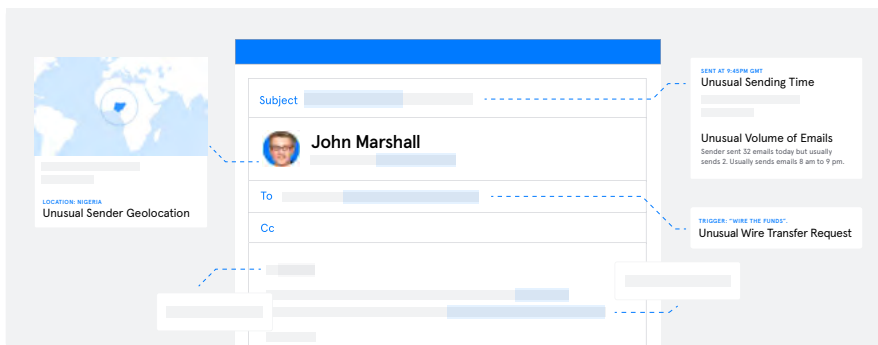 Subject
John Marshall
To
Cc
LOCATION: NIGERIA
Unusual Sender Geolocation
SENT AT 9:45PM GMT
Unusual Sending Time
Unusual Volume of Emails
Sender sent 32 emails today but usually
sends 2. Usually sends emails 8 am to 9 pm.
TRIGGER: "WIRE THE FUNDS".
Unusual Wire Transfer Request